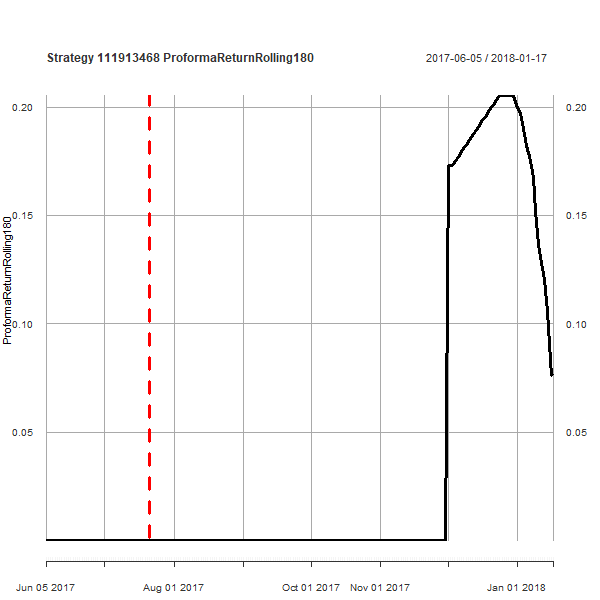 Strategy 111913468 ProformaReturnRolling180
2017-06-05 / 2018-01-17
ProformaReturnRolling180
0.20
0.15
0.10
0.05
0.20
0.15
0.10
0.05
Jun 05 2017
Aug 01 2017
Oct 01 2017
Nov 01 2017
Jan 01 2018